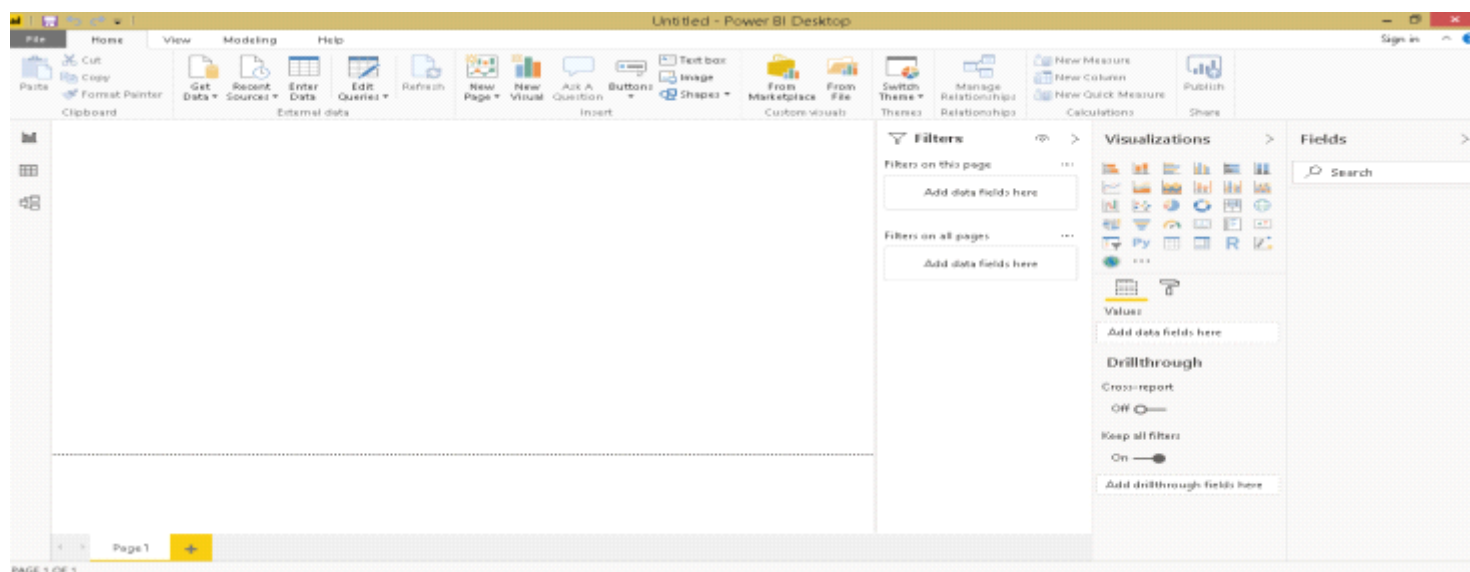 Untitled - Power BI Desktop
File Home View Modeling Help Sign in
Paste
Cut
Copy
Format Painter
Get Data
Recent Sources
Enter Data
Edit Queries
Refresh
New Page
New Visual
Ask A Question
Buttons
Text box
Image
Shapes
From Marketplace
From File
Switch Theme
Manage Relationships
New Measure
New Column
New Quick Measure
Publish
Clipboard External data Insert Custom visuals Themes Relationships Calculations Share
Filters
Filters on this page
Add data fields here
Filters on all pages
Add data fields here
Visualizations
Py R
Values
Add data fields here
Drillthrough
Cross-report
Off
Keep all filters
On
Add drillthrough fields here
Fields
Search
Page 1
PAGE 1 OF 1